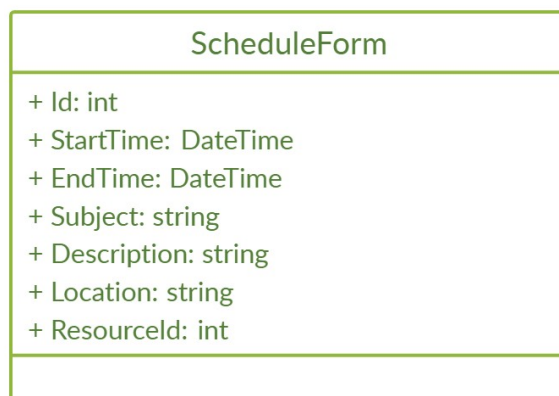 ScheduleForm
+ Id: int
+ StartTime: DateTime
+ EndTime: DateTime
+ Subject: string
+ Description: string
+ Location: string
+ ResourceId: int